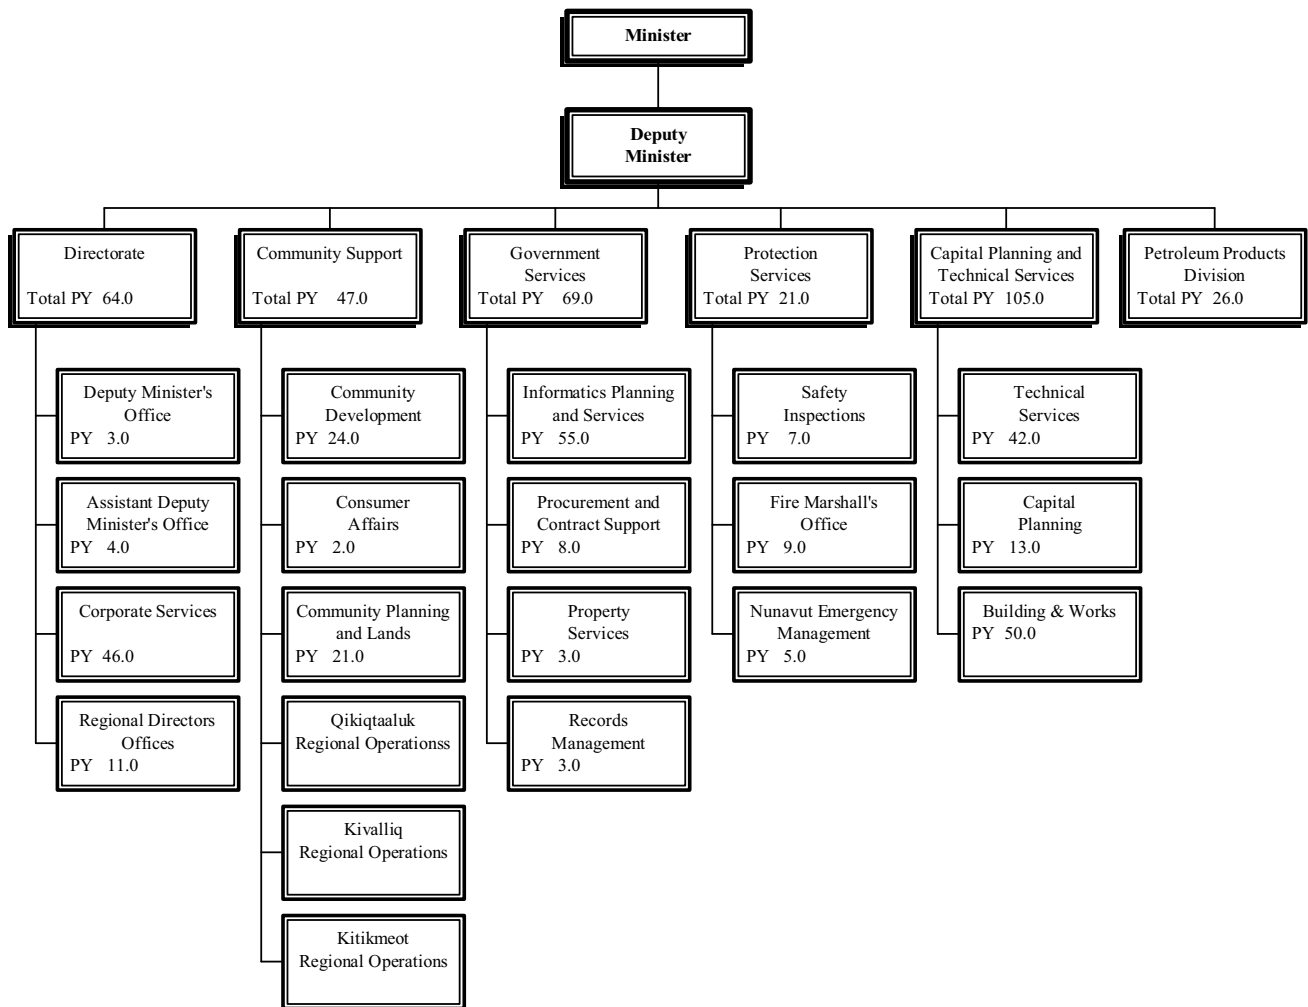 Minister
Deputy
Minister
Directorate
Total PY 64.0
Community Support
Total PY 47.0
Government
Services
Total PY 69.0
Protection
Services
Total PY 21.0
Capital Planning and
Technical Services
Total PY 105.0
Petroleum Products
Division
Total PY 26.0
Deputy Minister's
Office
PY 3.0
Assistant Deputy
Minister's Office
PY 4.0
Corporate Services
PY 46.0
Regional Directors
Offices
PY 11.0
Community
Development
PY 24.0
Consumer
Affairs
PY 2.0
Community Planning
and Lands
PY 21.0
Qikiqtaaluk
Regional Operationss
Kivalliq
Regional Operations
Kitikmeot
Regional Operations
Informatics Planning
and Services
PY 55.0
Procurement and
Contract Support
PY 8.0
Property
Services
PY 3.0
Records
Management
PY 3.0
Safety
Inspections
PY 7.0
Fire Marshall's
Office
PY 9.0
Nunavut Emergency
Management
PY 5.0
Technical
Services
PY 42.0
Capital
Planning
PY 13.0
Building & Works
PY 50.0